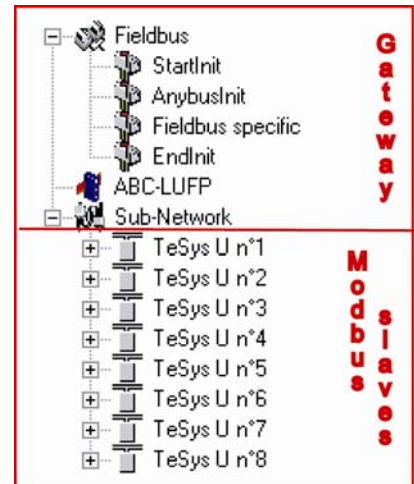 Fieldbus
StartInit
AnybusInit
Fieldbus specific
EndInit
ABC-LUFP
Sub-Network
Gateway
TeSys U n°1
TeSys U n°2
TeSys U n°3
TeSys U n°4
TeSys U n°5
TeSys U n°6
TeSys U n°7
TeSys U n°8
Modbus
slaves